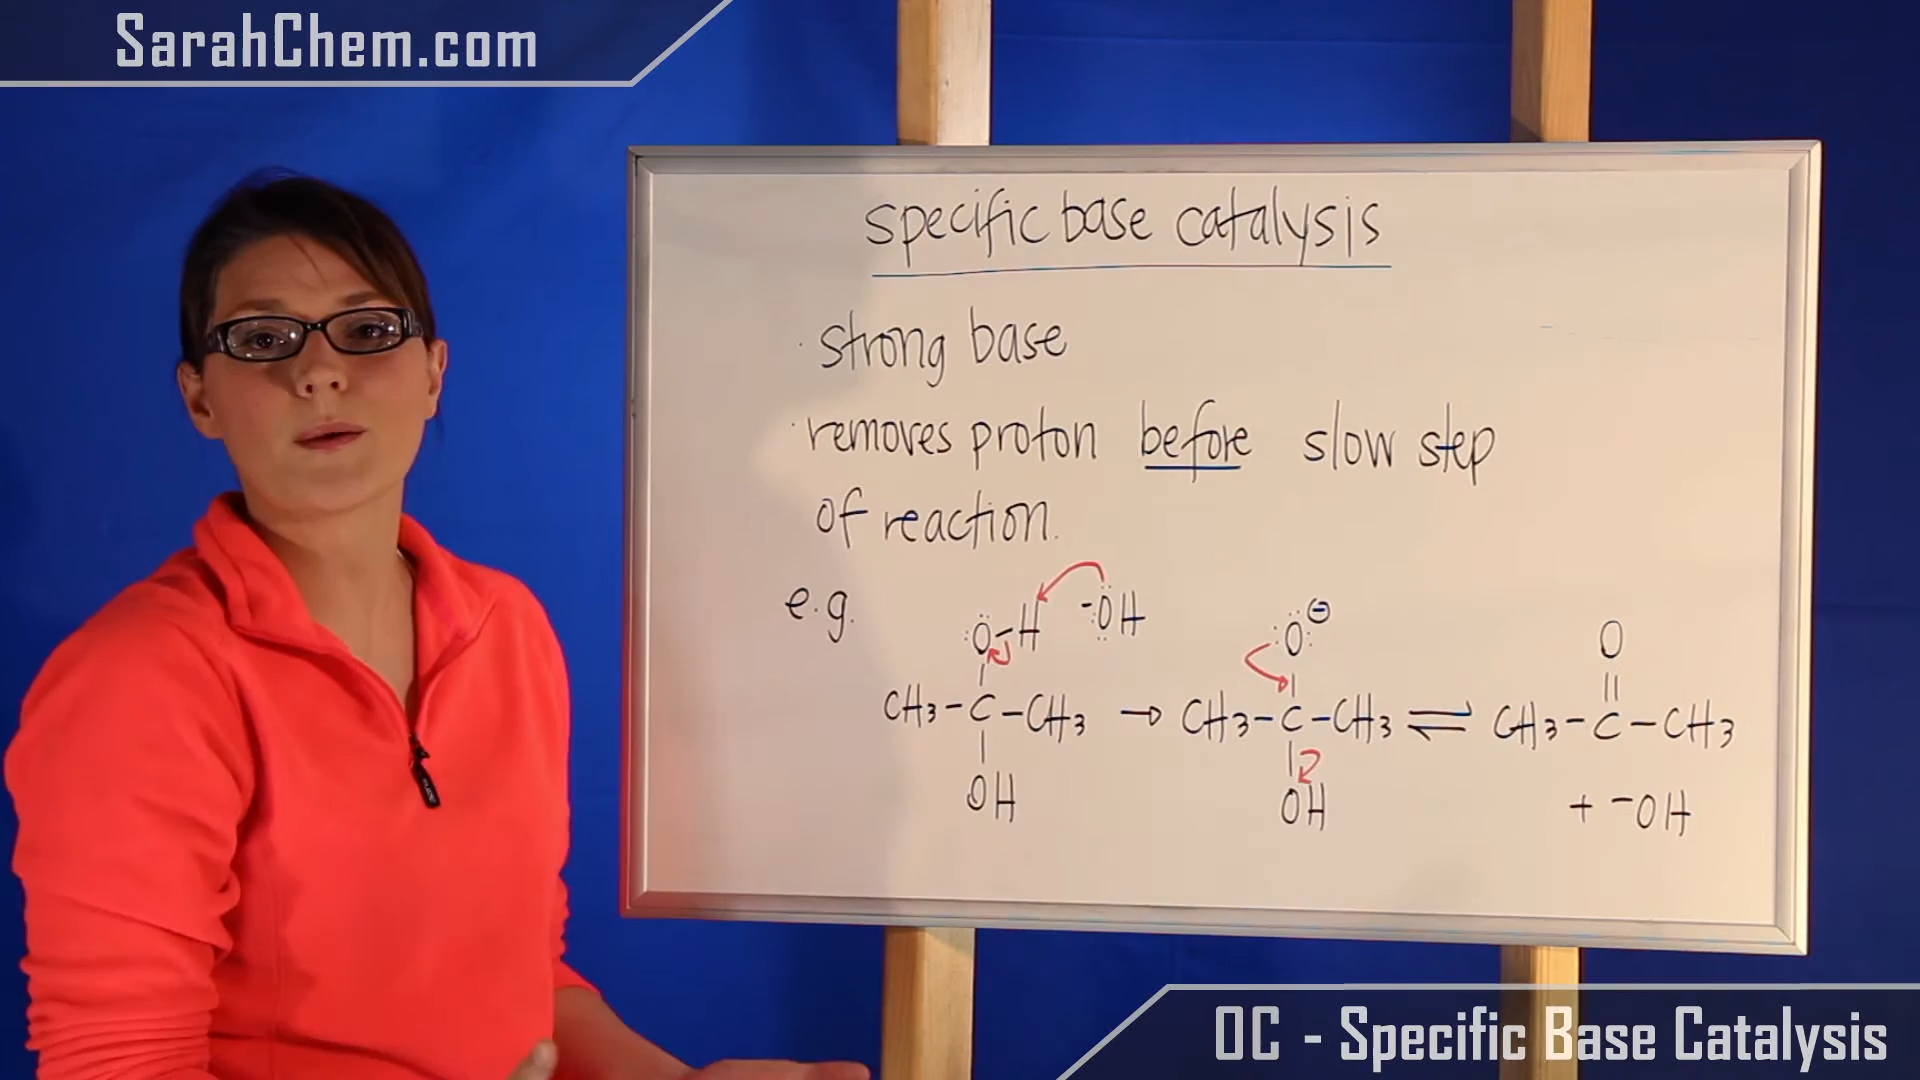 SarahChem.com
specific base catalysis
· strong base
· removes proton before slow step
of reaction.
e.g.
:Ö-H -:ÖH :Ö:⊖ O
CH3-C-CH3 → CH3-C-CH3 ⇌ CH3-C-CH3
OH OH + -OH
OC - Specific Base Catalysis